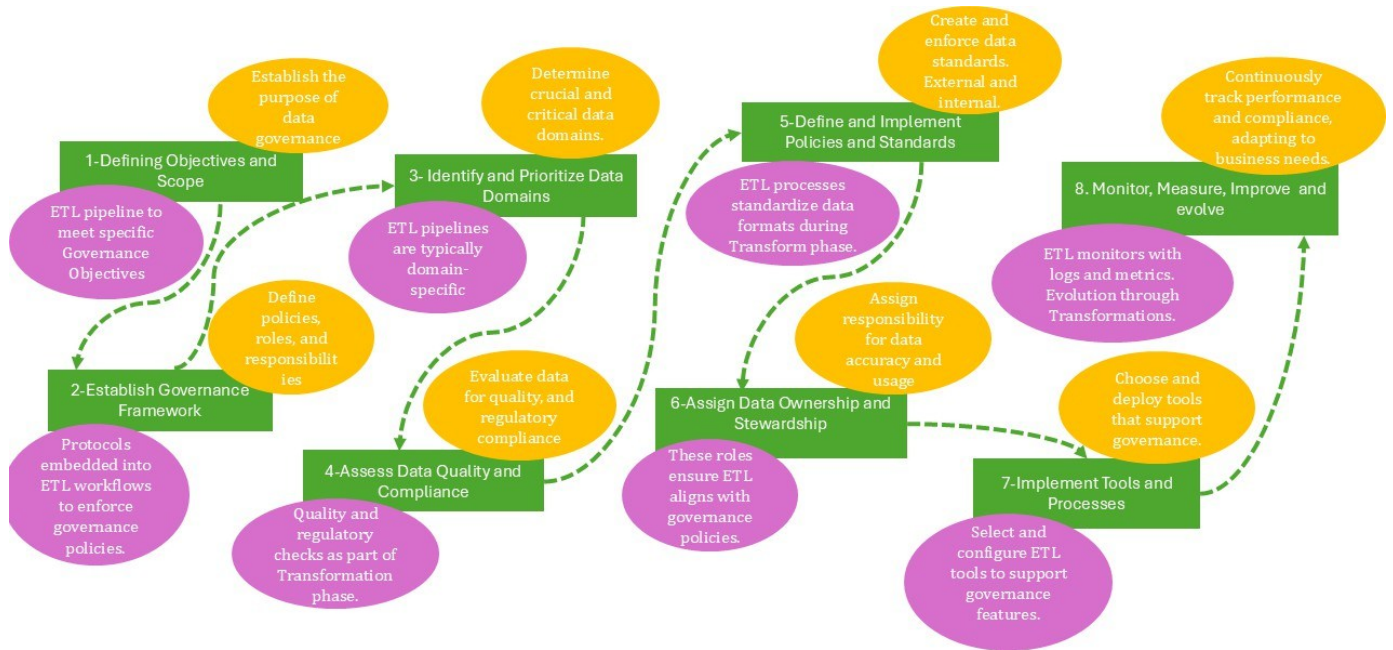 Establish the
purpose of
data
governance
1-Defining Objectives and
Scope
ETL pipeline to
meet specific
Governance
Objectives
Define
policies,
roles, and
responsibilit
ies
2-Establish Governance
Framework
Protocols
embedded into
ETL workflows
to enforce
governance
policies.
Determine
crucial and
critical data
domains.
3- Identify and Prioritize Data
Domains
ETL pipelines
are typically
domain-
specific
Evaluate data
for quality, and
regulatory
compliance
4-Assess Data Quality and
Compliance
Quality and
regulatory
checks as part of
Transformation
phase.
Create and
enforce data
standards.
External and
internal.
5-Define and Implement
Policies and Standards
ETL processes
standardize data
formats during
Transform phase.
Assign
responsibility
for data
accuracy and
usage
6-Assign Data Ownership and
Stewardship
These roles
ensure ETL
aligns with
governance
policies.
Choose and
deploy tools
that support
governance.
7-Implement Tools and
Processes
Select and
configure ETL
tools to support
governance
features.
Continuously
track performance
and compliance,
adapting to
business needs.
8. Monitor, Measure, Improve and
evolve
ETL monitors with
logs and metrics.
Evolution through
Transformations.